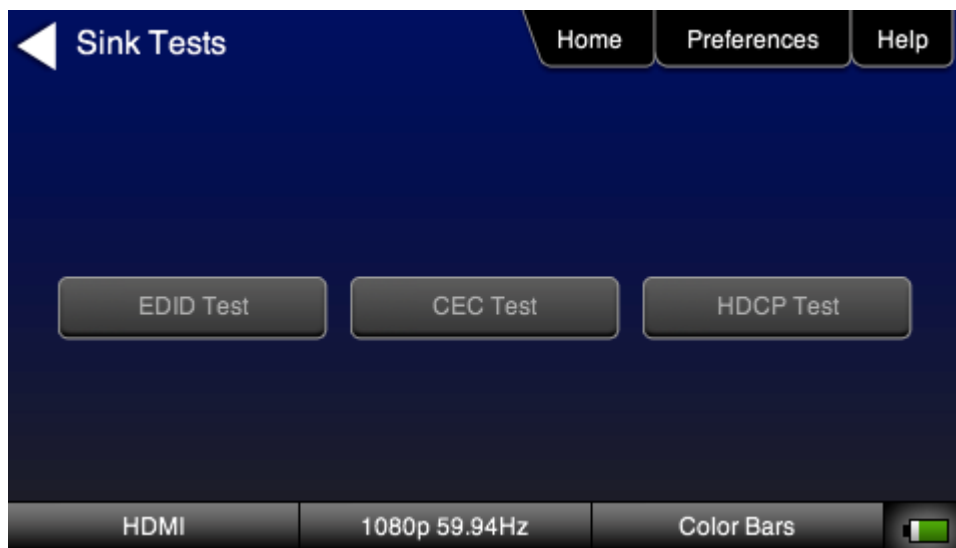 Sink Tests
Home
Preferences
Help
EDID Test
CEC Test
HDCP Test
HDMI
1080p 59.94Hz
Color Bars